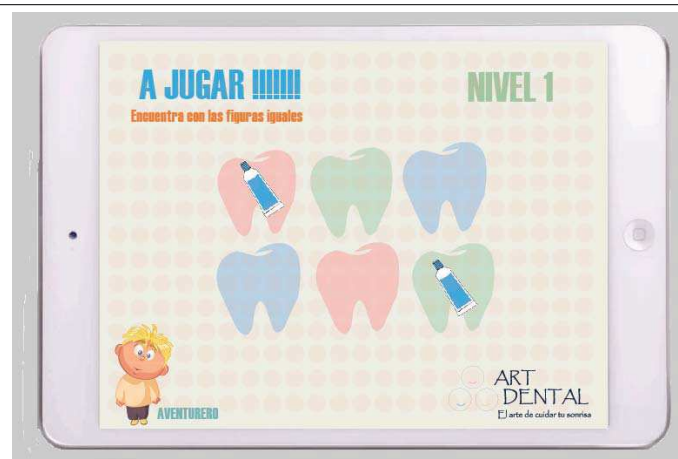 A JUGAR !!!!!!!
NIVEL 1
Encuentra con las figuras iguales
AVENTURERO
ART
DENTAL
El arte de cuidar tu sonrisa